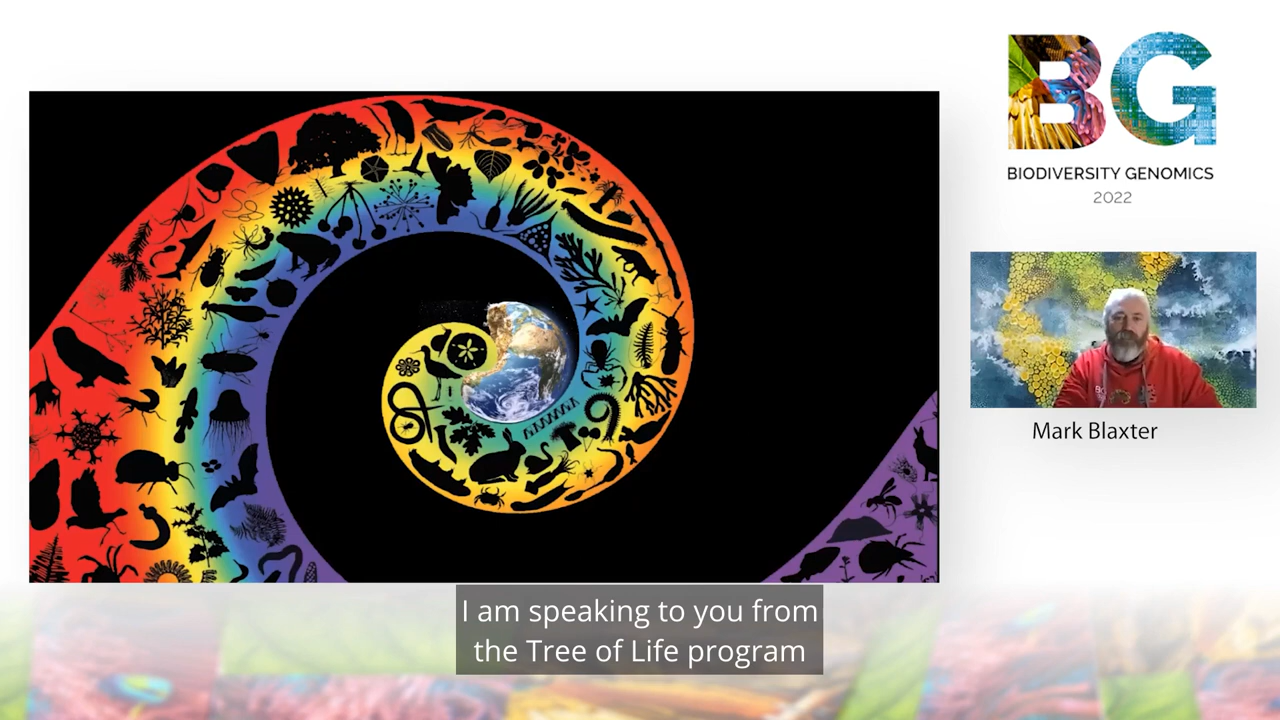 BG
BIODIVERSITY GENOMICS
2022
Mark Blaxter
I am speaking to you from
the Tree of Life program